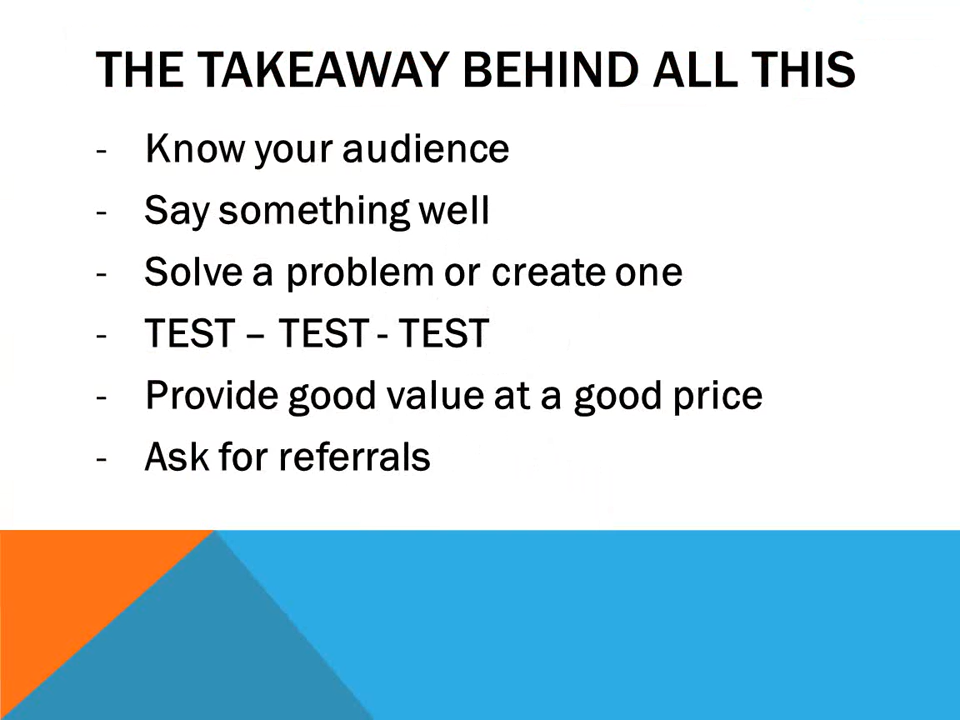 THE TAKEAWAY BEHIND ALL THIS
- Know your audience
- Say something well
- Solve a problem or create one
- TEST – TEST - TEST
- Provide good value at a good price
- Ask for referrals